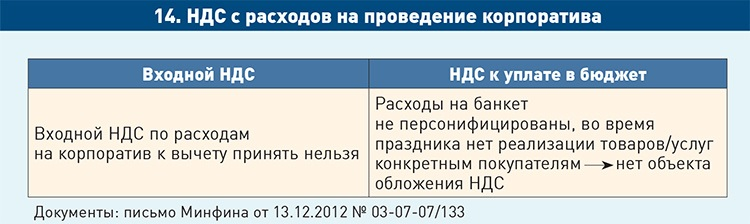 14. НДС с расходов на проведение корпоратива
Входной НДС
НДС к уплате в бюджет
Входной НДС по расходам
на корпоратив к вычету принять нельзя
Расходы на банкет
не персонифицированы, во время
праздника нет реализации товаров/услуг
конкретным покупателям → нет объекта
обложения НДС
Документы: письмо Минфина от 13.12.2012 № 03-07-07/133